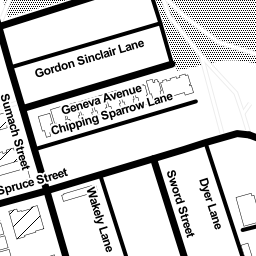 Gordon Sinclair Lane
Geneva Avenue
Chipping Sparrow Lane
Sumach Street
Spruce Street
Wakely Lane
Sword Street
Dyer Lane